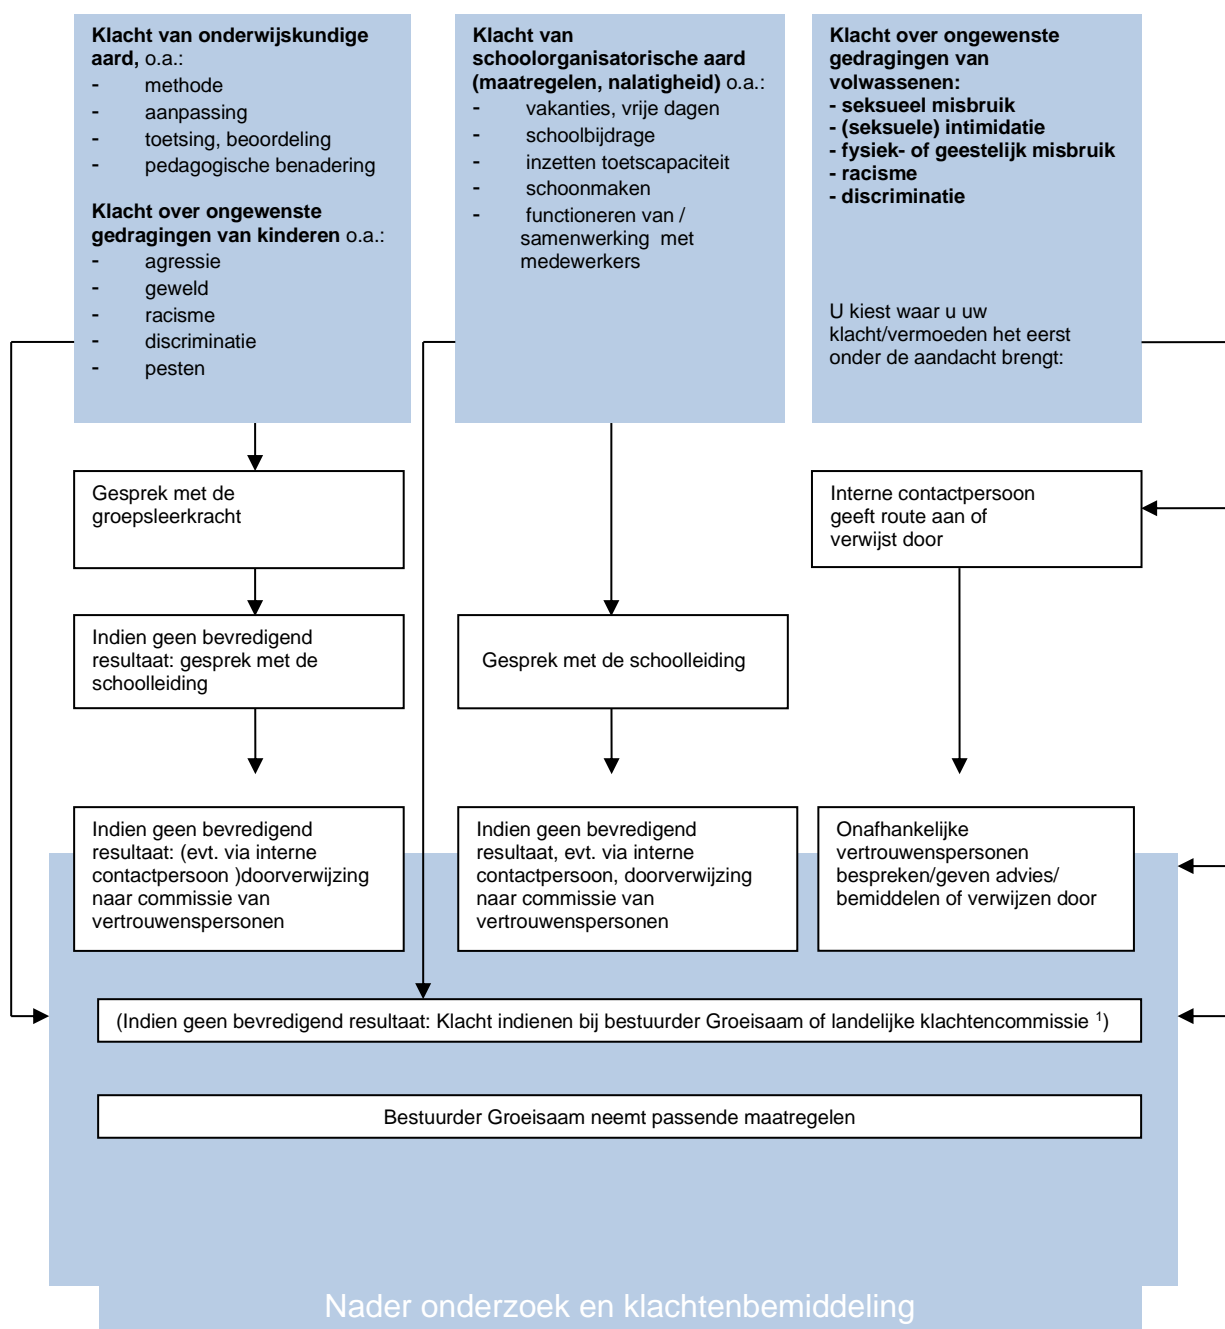 Klacht van onderwijskundige
aard, o.a.:
- methode
- aanpassing
- toetsing, beoordeling
- pedagogische benadering
Klacht over ongewenste
gedragingen van kinderen o.a.:
- agressie
- geweld
- racisme
- discriminatie
- pesten
Klacht van
schoolorganisatorische aard
(maatregelen, nalatigheid) o.a.:
- vakanties, vrije dagen
- schoolbijdrage
- inzetten toetscapaciteit
- schoonmaken
- functioneren van /
samenwerking met
medewerkers
Klacht over ongewenste
gedragingen van
volwassenen:
- seksueel misbruik
- (seksuele) intimidatie
- fysiek- of geestelijk misbruik
- racisme
- discriminatie
U kiest waar u uw
klacht/vermoeden het eerst
onder de aandacht brengt:
Gesprek met de
groepsleerkracht
Interne contactpersoon
geeft route aan of
verwijst door
Indien geen bevredigend
resultaat: gesprek met de
schoolleiding
Gesprek met de schoolleiding
Indien geen bevredigend
resultaat: (evt. via interne
contactpersoon )doorverwijzing
naar commissie van
vertrouwenspersonen
Indien geen bevredigend
resultaat, evt. via interne
contactpersoon, doorverwijzing
naar commissie van
vertrouwenspersonen
Onafhankelijke
vertrouwenspersonen
bespreken/geven advies/
bemiddelen of verwijzen door
(Indien geen bevredigend resultaat: Klacht indienen bij bestuurder Groeisaam of landelijke klachtencommissie ¹)
Bestuurder Groeisaam neemt passende maatregelen
Nader onderzoek en klachtenbemiddeling